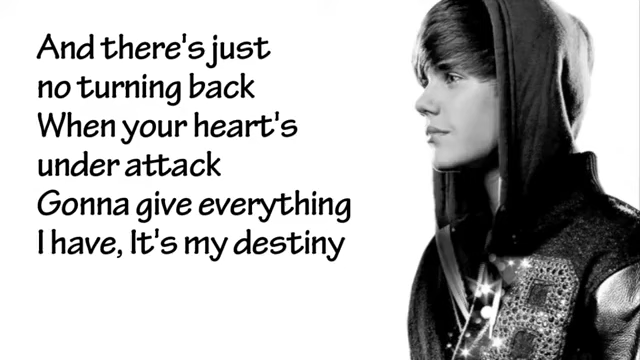 And there's just
no turning back
When your heart's
under attack
Gonna give everything
I have, It's my destiny